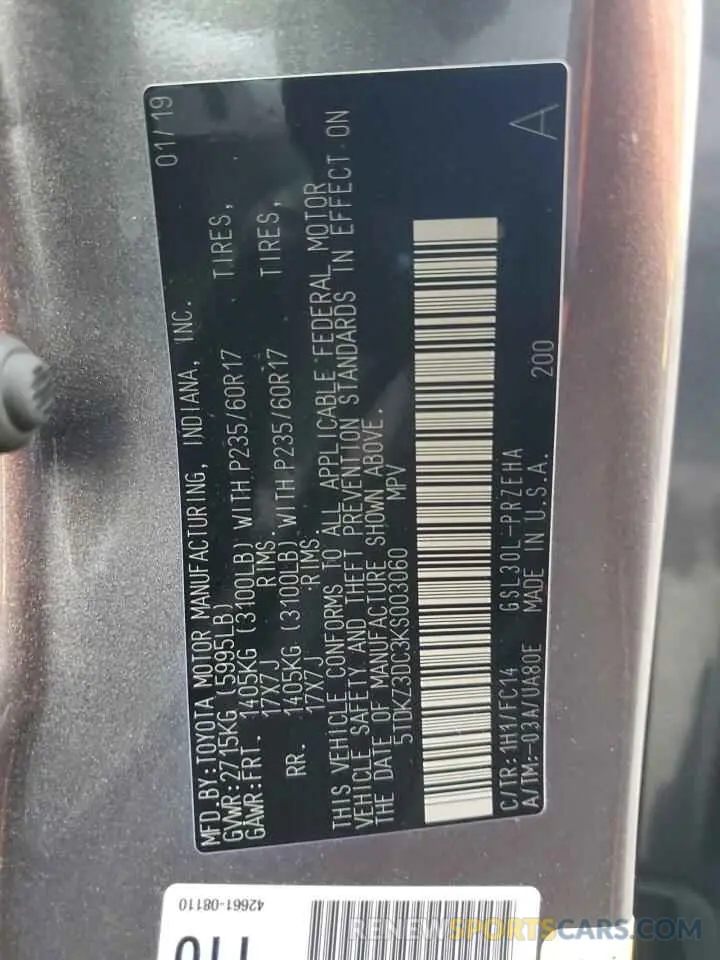 MFD.BY:TOYOTA MOTOR MANUFACTURING, INDIANA, INC. 01/19
GVWR:2715KG (5995LB)
GAWR:FRT. 1405KG (3100LB) WITH P235/60R17 TIRES,
17X7J RIMS.
RR. 1405KG (3100LB) WITH P235/60R17 TIRES,
17X7J RIMS
THIS VEHICLE CONFORMS TO ALL APPLICABLE FEDERAL MOTOR
VEHICLE SAFETY AND THEFT PREVENTION STANDARDS IN EFFECT ON
THE DATE OF MANUFACTURE SHOWN ABOVE.
5TDKZ3DC3KS003060 MPV
C/TR:1H1/FC14 GSL30L-PRZEHA
A/TM:-03A/UA80E MADE IN U.S.A. 200
A
42661-08110
RENEWSPORTSCARS.COM